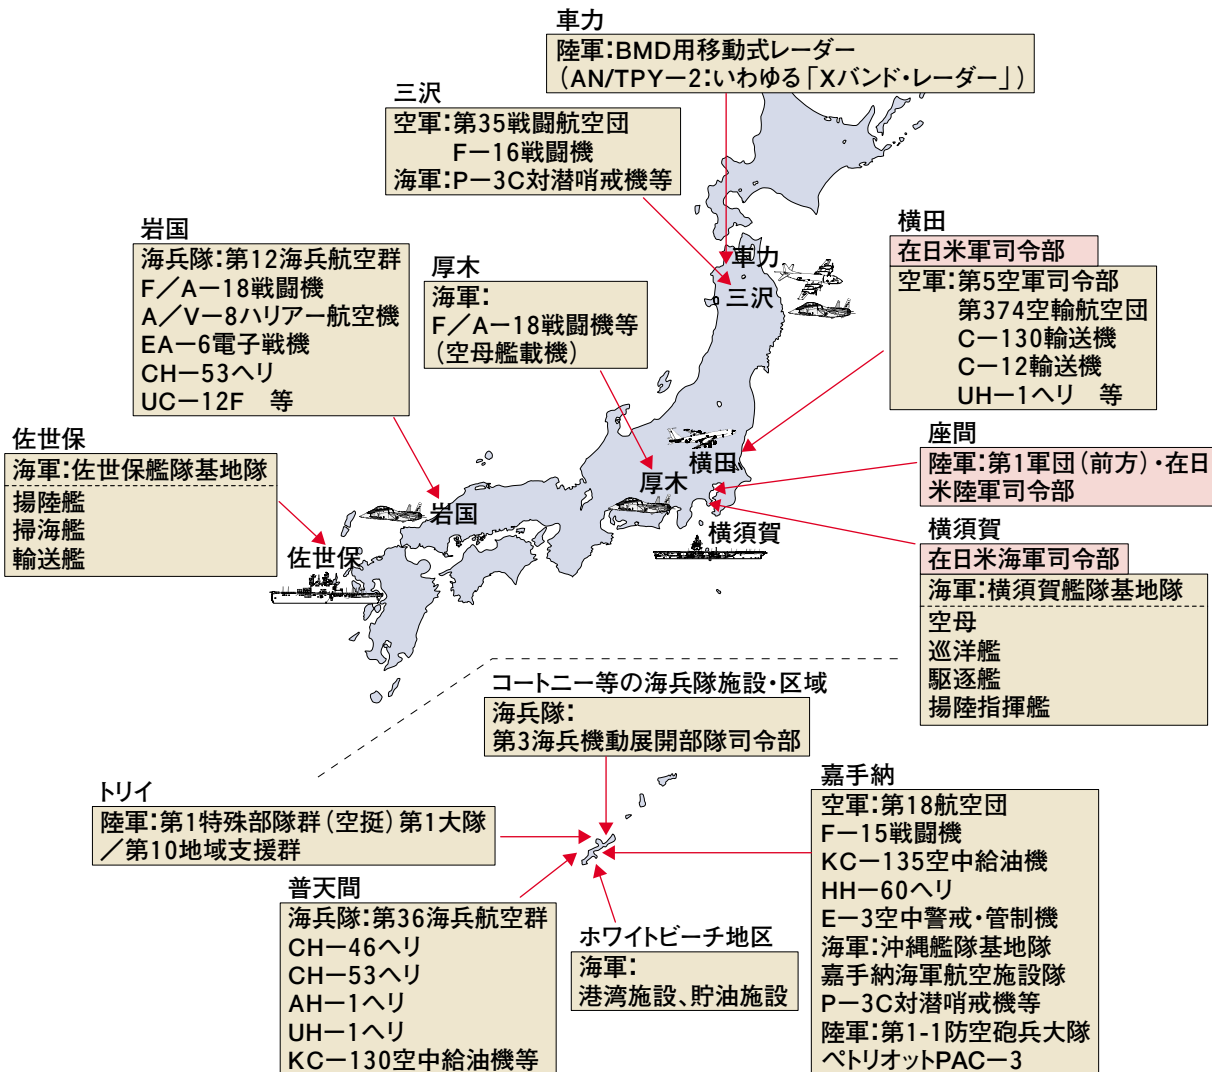 車力
陸軍:BMD用移動式レーダー
(AN/TPY－2:いわゆる「Xバンド・レーダー」)
三沢
空軍:第35戦闘航空団
F－16戦闘機
海軍:P－3C対潜哨戒機等
岩国
海兵隊:第12海兵航空群
F／A－18戦闘機
A／V－8ハリアー航空機
EA－6電子戦機
CH－53ヘリ
UC－12F　等
厚木
海軍:
F／A－18戦闘機等
(空母艦載機)
横田
在日米軍司令部
空軍:第5空軍司令部
第374空輸航空団
C－130輸送機
C－12輸送機
UH－1ヘリ　等
佐世保
海軍:佐世保艦隊基地隊
揚陸艦
掃海艦
輸送艦
座間
陸軍:第1軍団(前方)・在日
米陸軍司令部
横須賀
在日米海軍司令部
海軍:横須賀艦隊基地隊
空母
巡洋艦
駆逐艦
揚陸指揮艦
車力
三沢
横田
厚木
岩国
横須賀
佐世保
コートニー等の海兵隊施設・区域
海兵隊:
第3海兵機動展開部隊司令部
トリイ
陸軍:第1特殊部隊群(空挺)第1大隊
／第10地域支援群
普天間
海兵隊:第36海兵航空群
CH－46ヘリ
CH－53ヘリ
AH－1ヘリ
UH－1ヘリ
KC－130空中給油機等
ホワイトビーチ地区
海軍:
港湾施設、貯油施設
嘉手納
空軍:第18航空団
F－15戦闘機
KC－135空中給油機
HH－60ヘリ
E－3空中警戒・管制機
海軍:沖縄艦隊基地隊
嘉手納海軍航空施設隊
P－3C対潜哨戒機等
陸軍:第1-1防空砲兵大隊
ペトリオットPAC－3